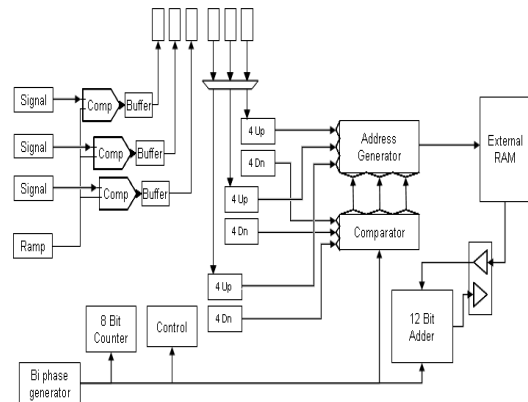 Signal
Comp
Buffer
Signal
Comp
Buffer
Signal
Comp
Buffer
Ramp
4 Up
4 Dn
4 Up
4 Dn
4 Up
4 Dn
Address
Generator
Comparator
External
RAM
12 Bit
Adder
8 Bit
Counter
Control
Bi phase
generator